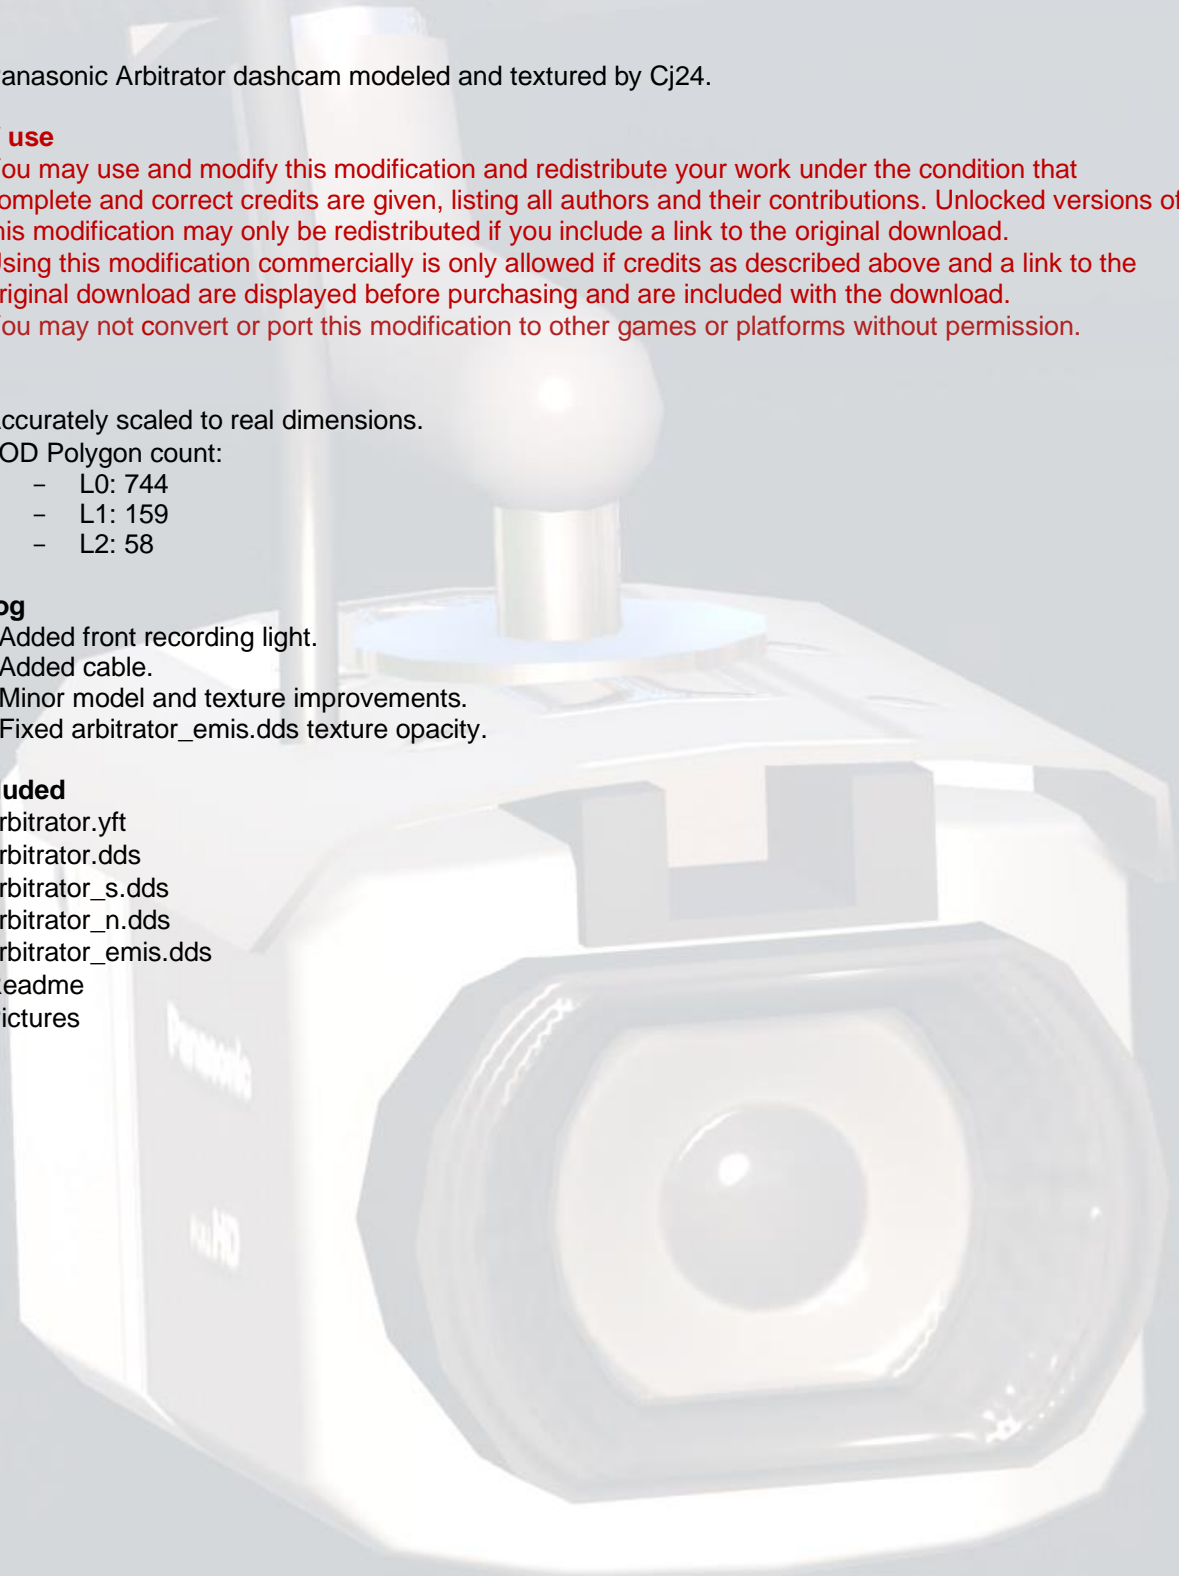 anasonic Arbitrator dashcam modeled and textured by Cj24.
use
ou may use and modify this modification and redistribute your work under the condition that
omplete and correct credits are given, listing all authors and their contributions. Unlocked versions of
his modification may only be redistributed if you include a link to the original download.
sing this modification commercially is only allowed if credits as described above and a link to the
riginal download are displayed before purchasing and are included with the download.
ou may not convert or port this modification to other games or platforms without permission.
ccurately scaled to real dimensions.
OD Polygon count:
– L0: 744
– L1: 159
– L2: 58
og
Added front recording light.
Added cable.
Minor model and texture improvements.
Fixed arbitrator_emis.dds texture opacity.
luded
rbitrator.yft
rbitrator.dds
rbitrator_s.dds
rbitrator_n.dds
rbitrator_emis.dds
eadme
ictures
Panasonic
FULL HD